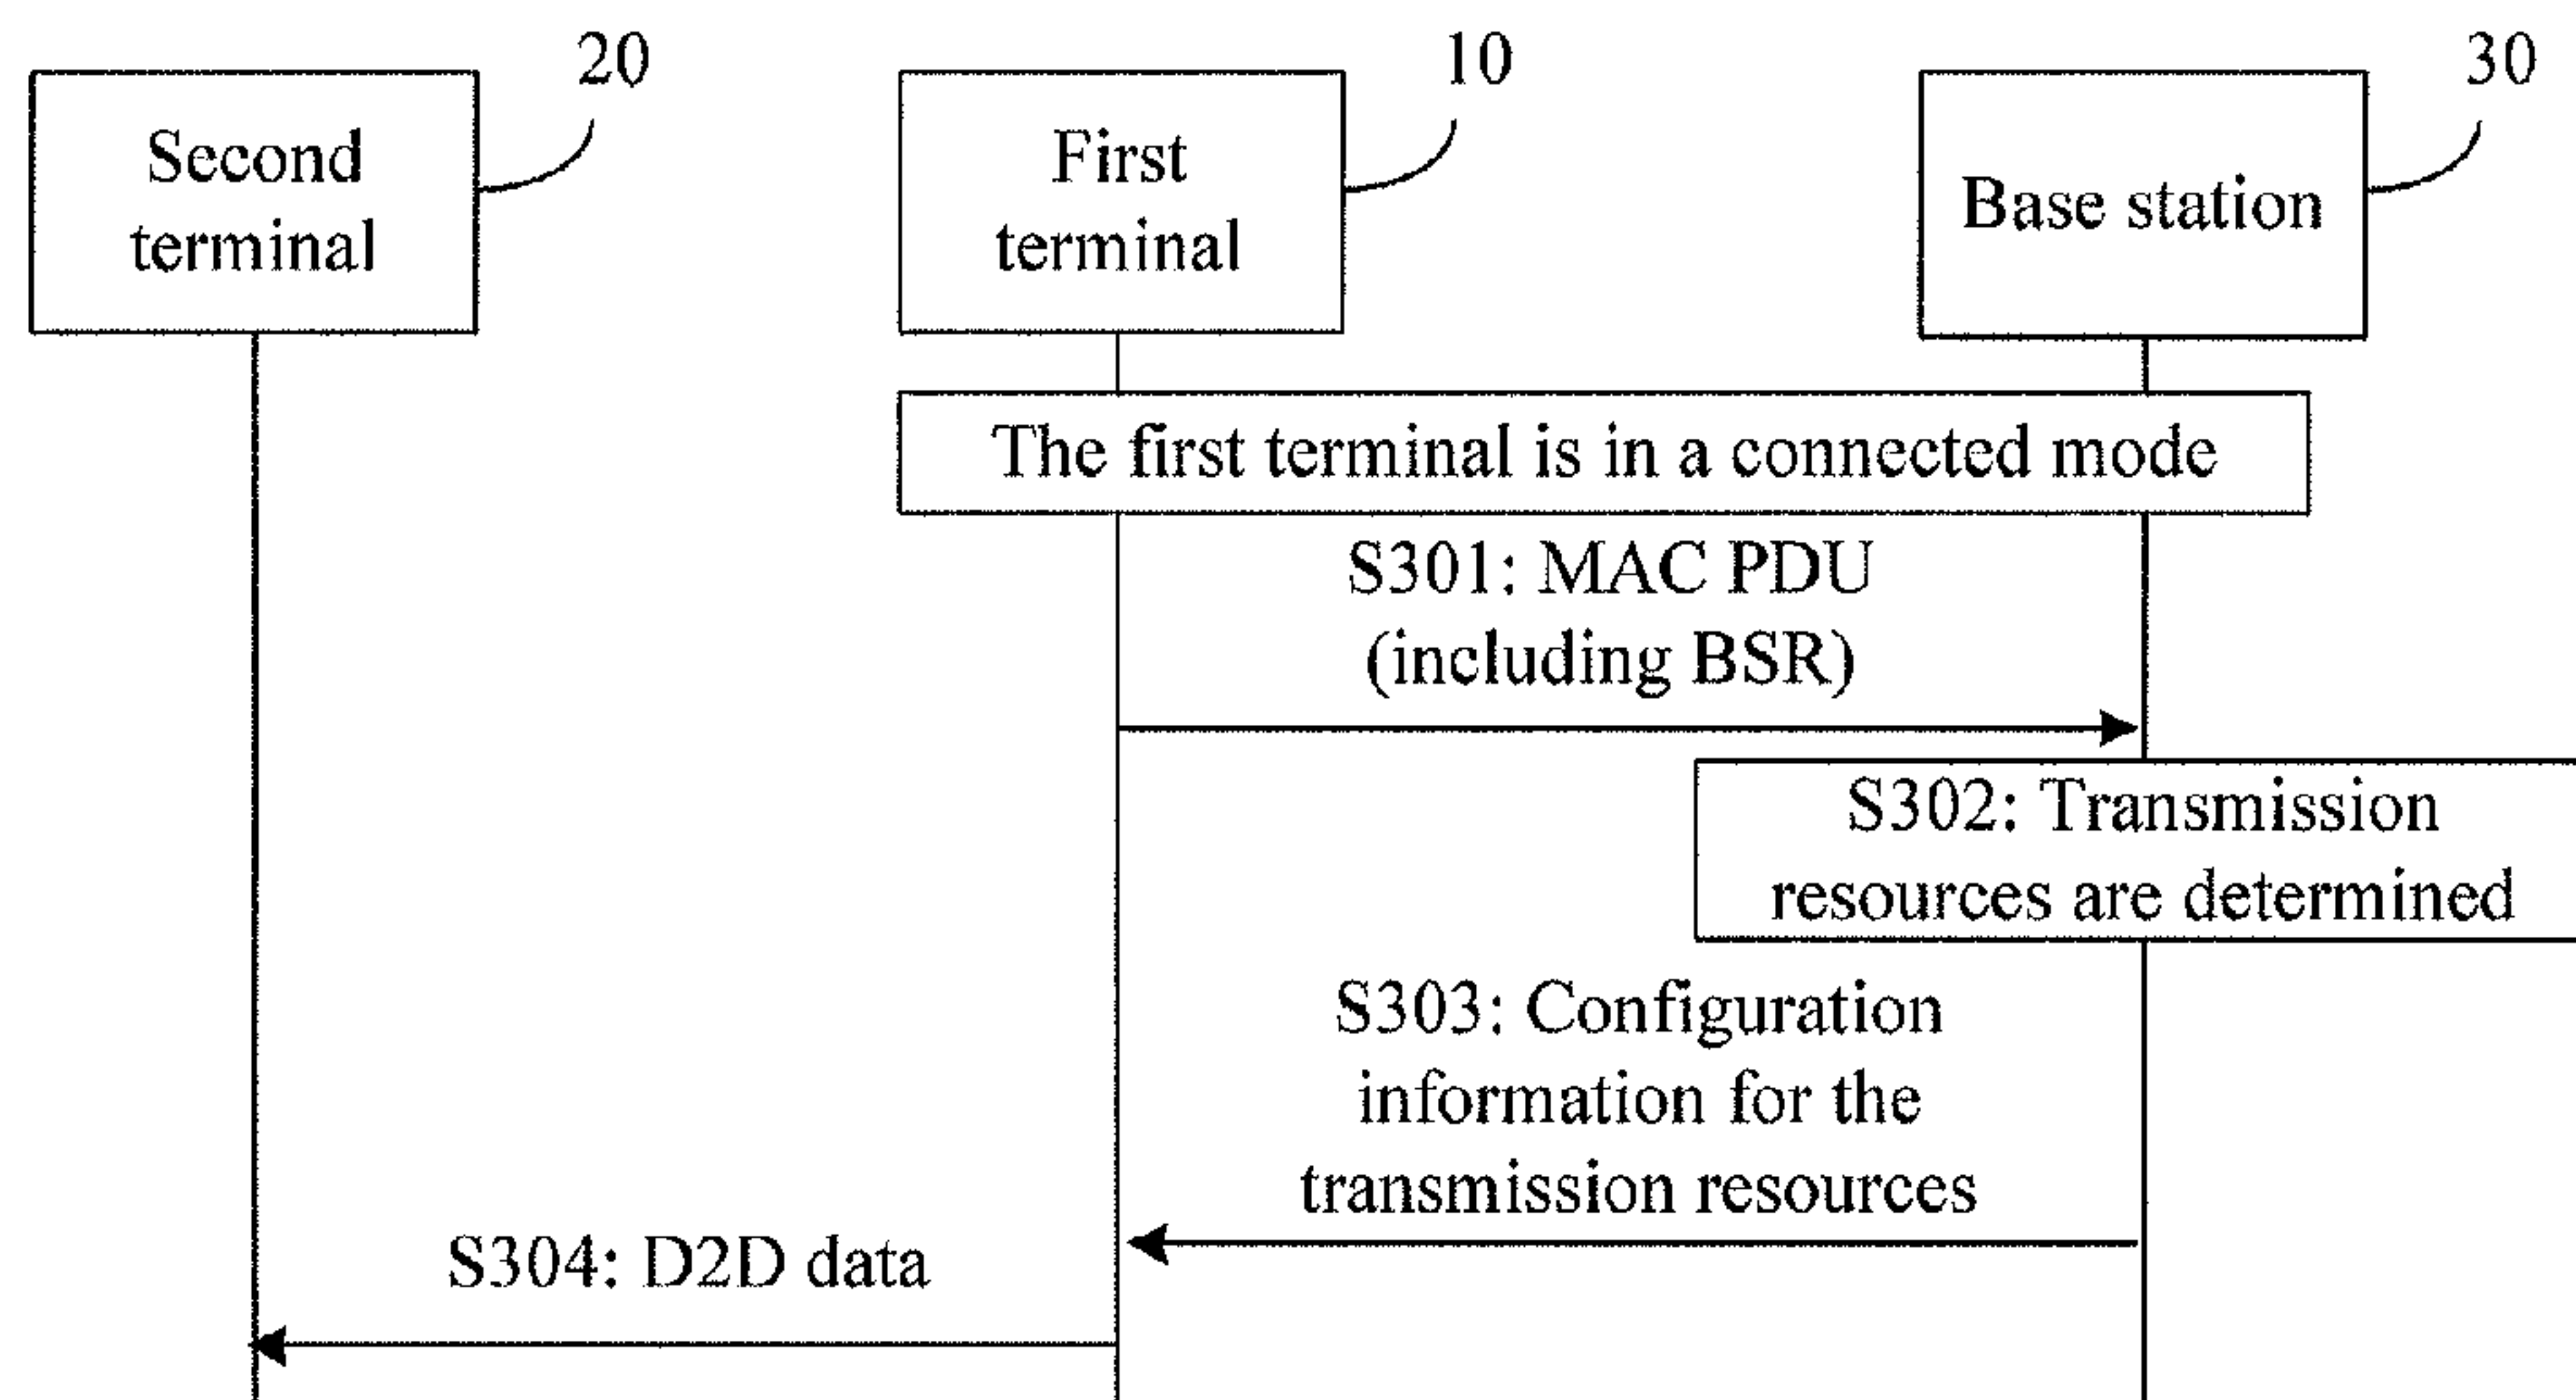 20
10
30
Second
terminal
First
terminal
Base station
The first terminal is in a connected mode
S301: MAC PDU
(including BSR)
S302: Transmission
resources are determined
S303: Configuration
information for the
transmission resources
S304: D2D data